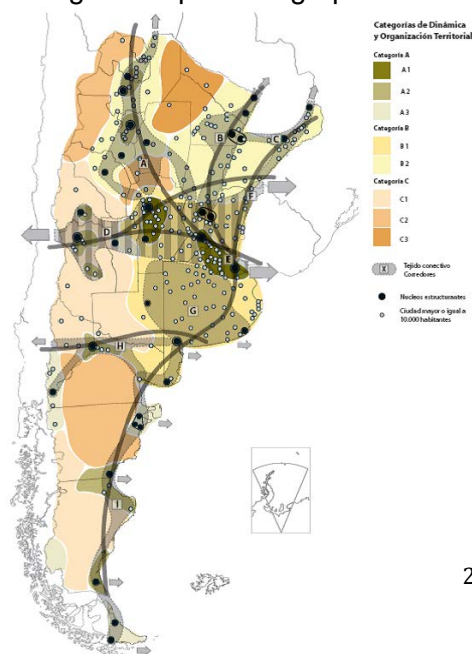 Categorías de Dinámica
y Organización Territorial
Categoría A
A 1
A 2
A 3
Categoría B
B 1
B 2
Categoría C
C1
C2
C3
X
Tejido conectivo
Corredores
Nucleos estructurantes
Ciudad mayor o igual a
10.000 habitantes
A
B
C
D
E
F
G
H
I
2